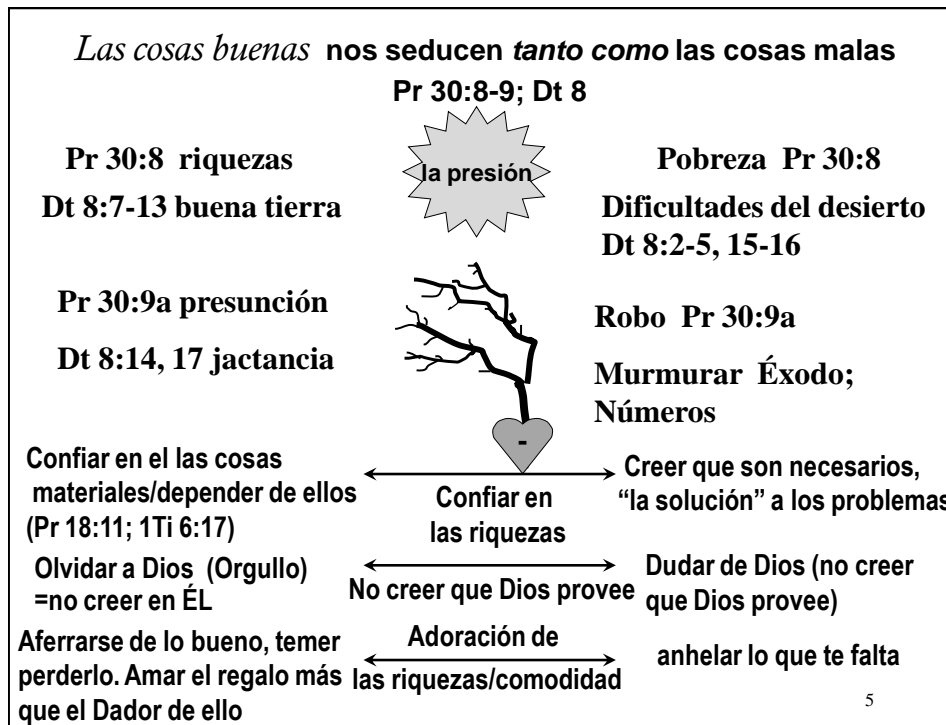 Las cosas buenas nos seducen tanto como las cosas malas
Pr 30:8-9; Dt 8
la presión
Pr 30:8 riquezas
Dt 8:7-13 buena tierra
Pobreza Pr 30:8
Dificultades del desierto
Dt 8:2-5, 15-16
Pr 30:9a presunción
Dt 8:14, 17 jactancia
Robo Pr 30:9a
Murmurar Éxodo;
Números
-
Confiar en el las cosas
materiales/depender de ellos
(Pr 18:11; 1Ti 6:17)
Confiar en
las riquezas
Creer que son necesarios,
“la solución” a los problemas
Olvidar a Dios (Orgullo)
=no creer en ÉL
No creer que Dios provee
Dudar de Dios (no creer
que Dios provee)
Aferrarse de lo bueno, temer
perderlo. Amar el regalo más
que el Dador de ello
Adoración de
las riquezas/comodidad
anhelar lo que te falta
5